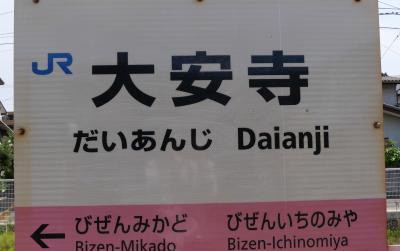 JR
大安寺
だいあんじ Daianji
← びぜんみかど びぜんいちのみや
Bizen-Mikado Bizen-Ichinomiya